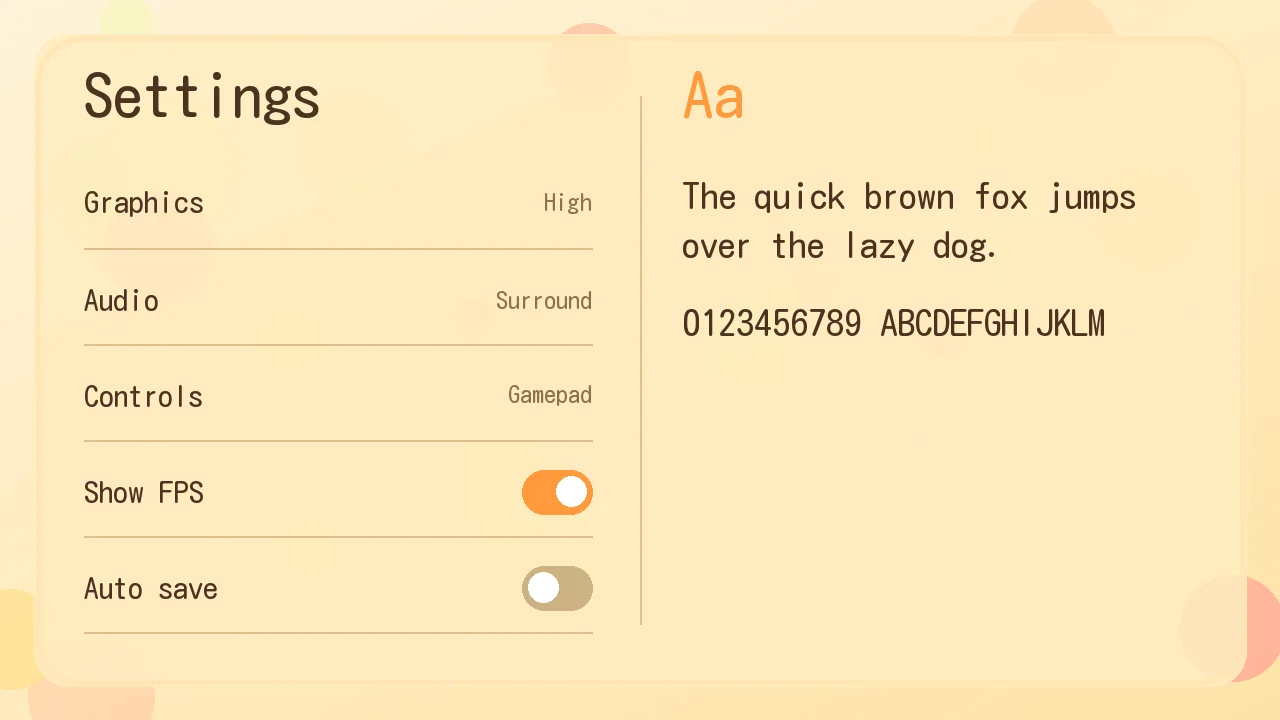 Settings
Graphics High
Audio Surround
Controls Gamepad
Show FPS
Auto save
Aa
The quick brown fox jumps
over the lazy dog.
0123456789 ABCDEFGHIJKLM